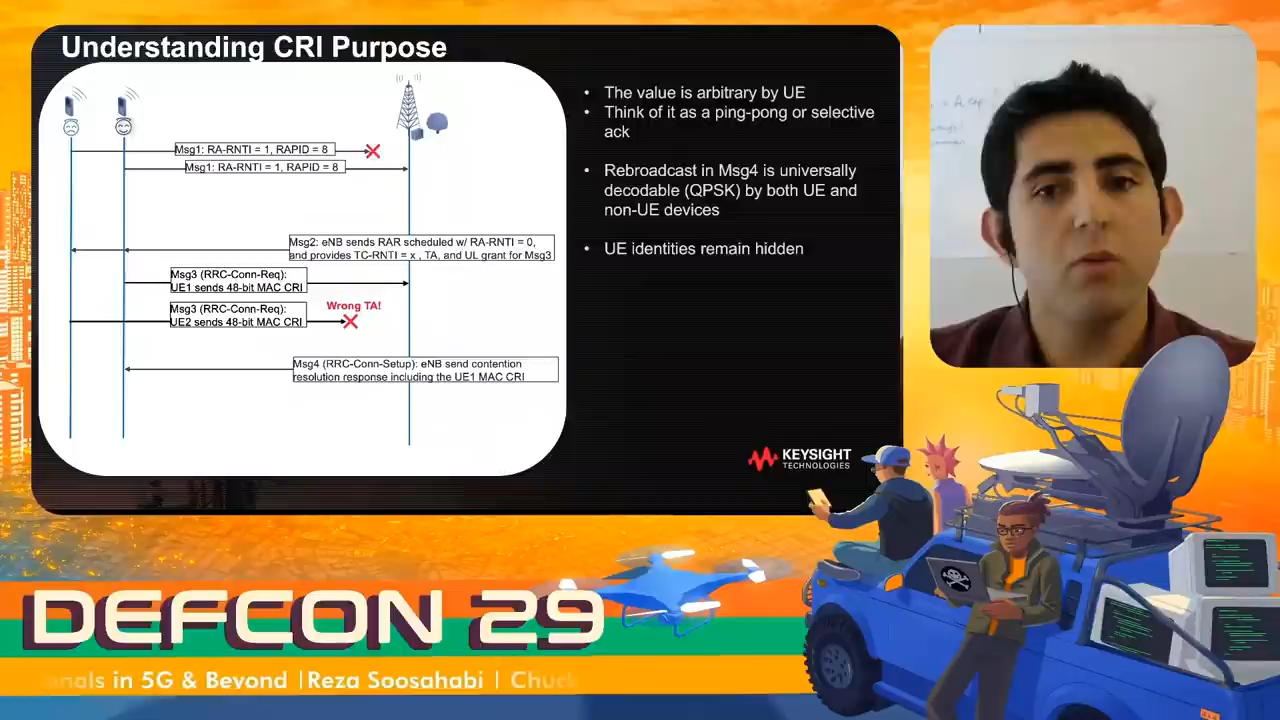 Understanding CRI Purpose
Msg1: RA-RNTI = 1, RAPID = 8
Msg1: RA-RNTI = 1, RAPID = 8
Msg2: eNB sends RAR scheduled w/ RA-RNTI = 0,
and provides TC-RNTI = x , TA, and UL grant for Msg3
Msg3 (RRC-Conn-Req):
UE1 sends 48-bit MAC CRI
Msg3 (RRC-Conn-Req):
UE2 sends 48-bit MAC CRI
Wrong TA!
Msg4 (RRC-Conn-Setup): eNB send contention
resolution response including the UE1 MAC CRI
• The value is arbitrary by UE
• Think of it as a ping-pong or selective
ack
• Rebroadcast in Msg4 is universally
decodable (QPSK) by both UE and
non-UE devices
• UE identities remain hidden
KEYSIGHT
TECHNOLOGIES
DEFCON 29
nals in 5G & Beyond | Reza Soosahabi | Chuc